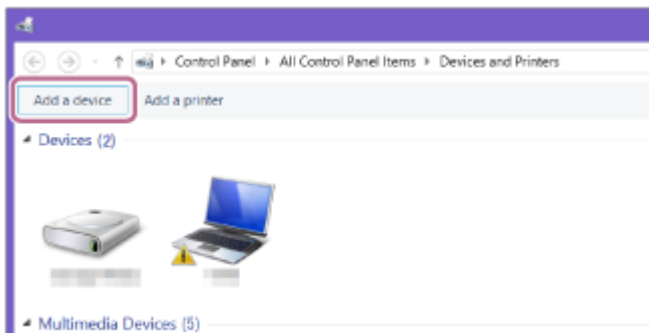 Control Panel ▸ All Control Panel Items ▸ Devices and Printers
Add a device Add a printer
Devices (2)
Multimedia Devices (5)